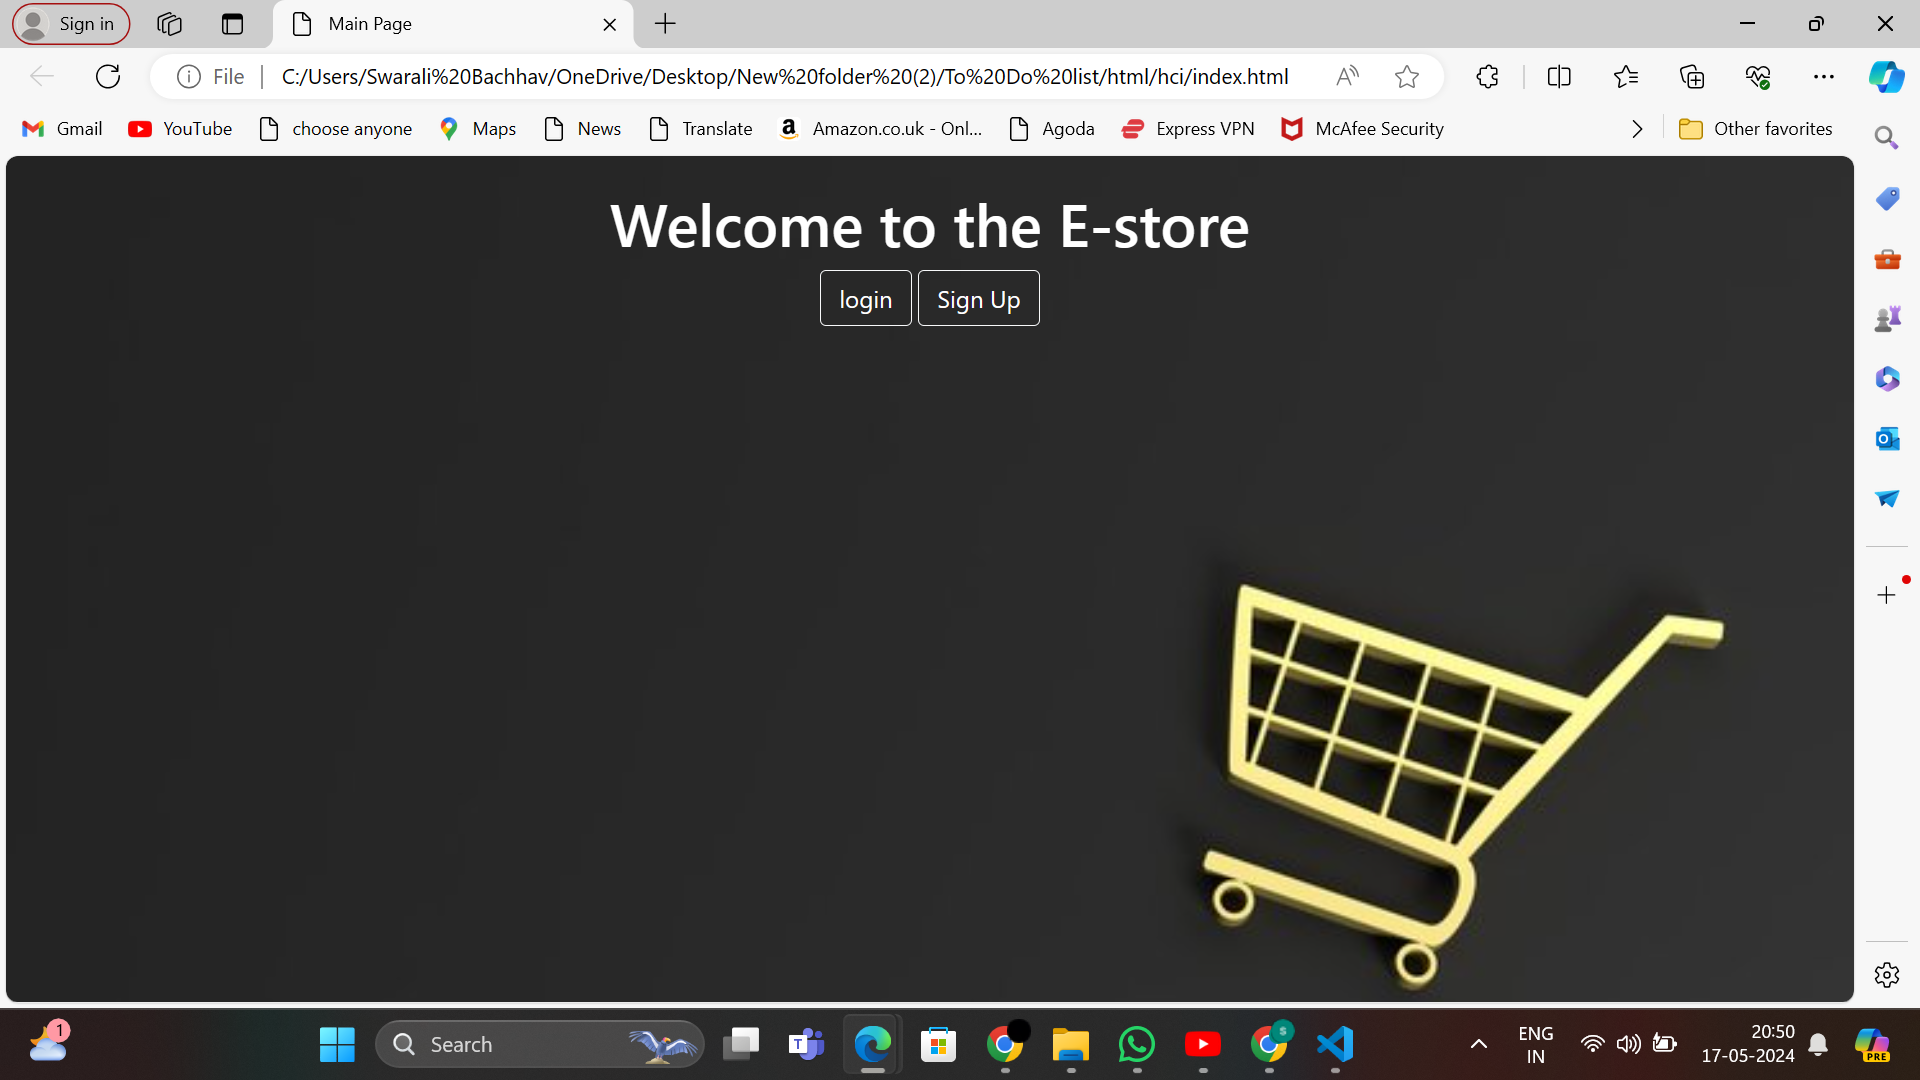 Sign in
Main Page
File
C:/Users/Swarali%20Bachhav/OneDrive/Desktop/New%20folder%20(2)/To%20Do%20list/html/hci/index.html
Gmail YouTube choose anyone Maps News Translate Amazon.co.uk - Onl... Agoda Express VPN McAfee Security Other favorites
Welcome to the E-store
login Sign Up
1
Search
ENG
IN
20:50
17-05-2024
PRE